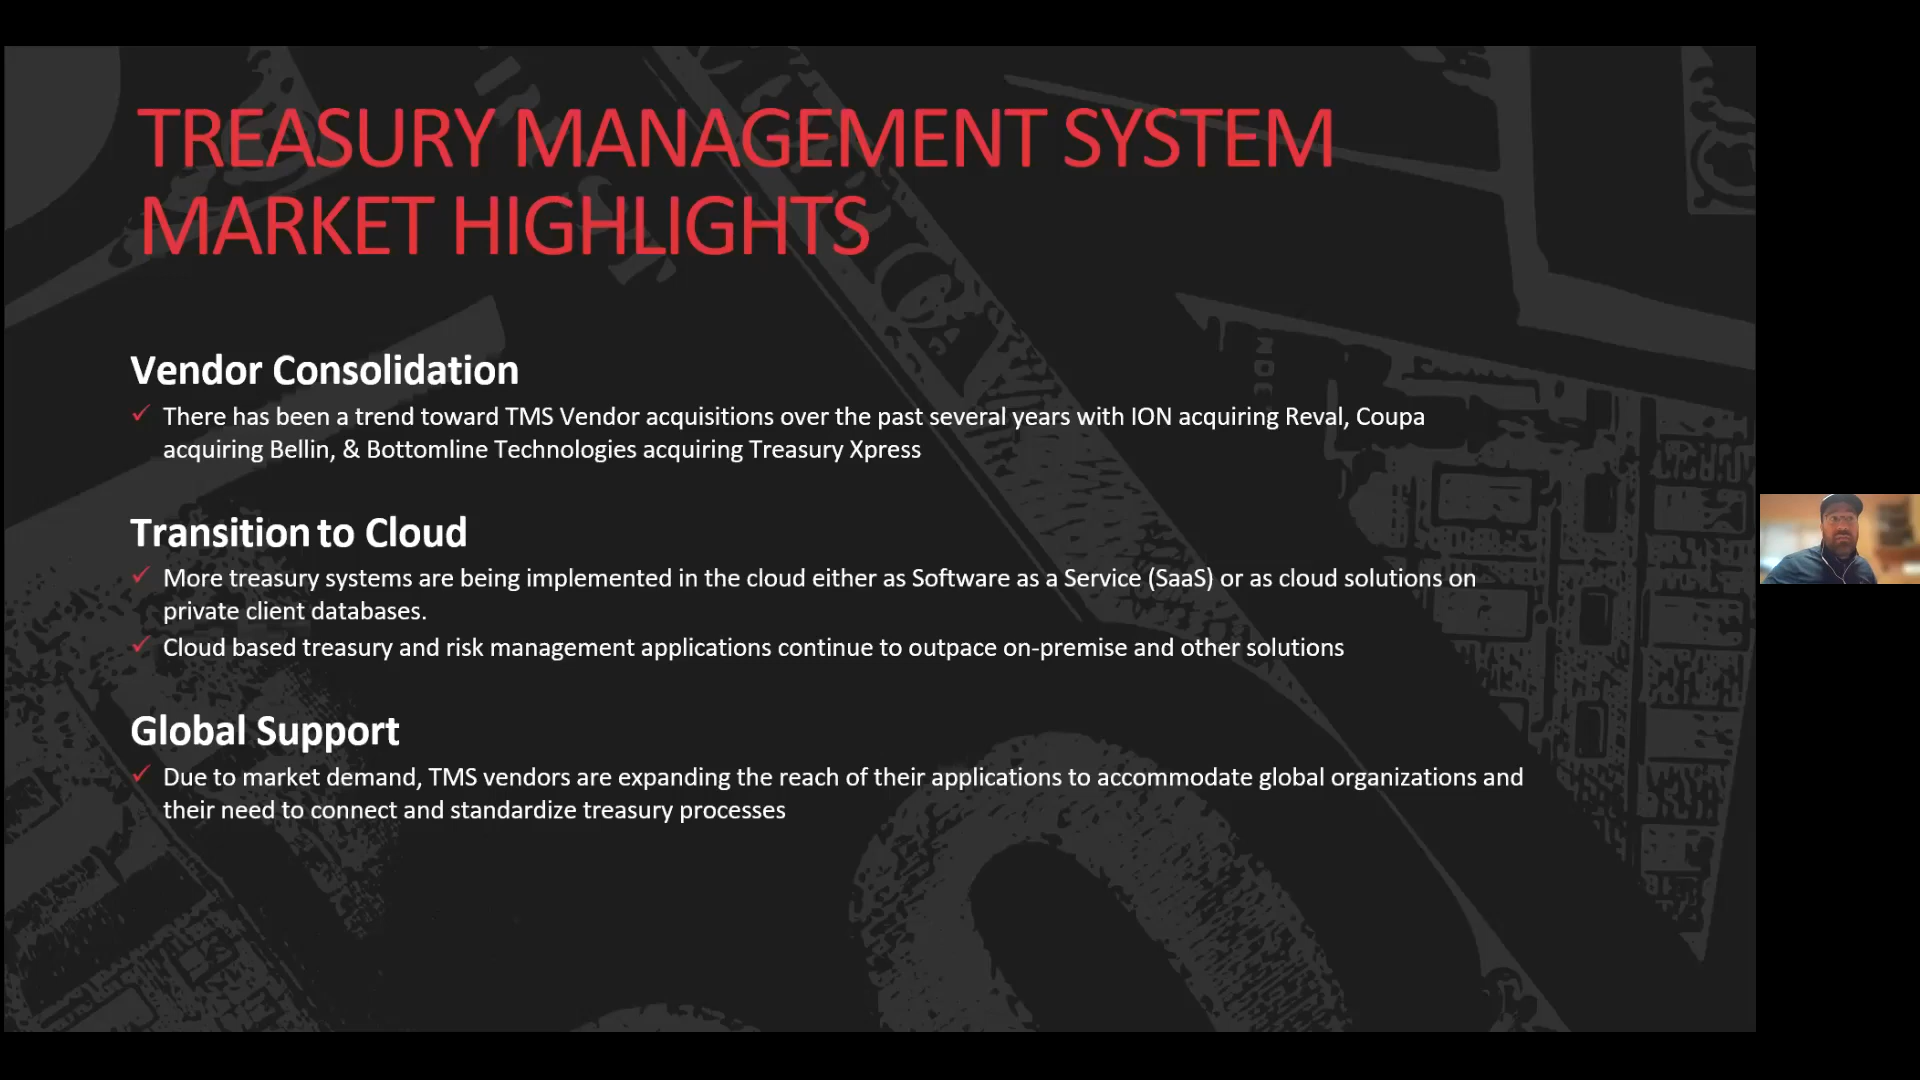 TREASURY MANAGEMENT SYSTEM
MARKET HIGHLIGHTS
Vendor Consolidation
✓ There has been a trend toward TMS Vendor acquisitions over the past several years with ION acquiring Reval, Coupa
acquiring Bellin, & Bottomline Technologies acquiring Treasury Xpress
Transition to Cloud
✓ More treasury systems are being implemented in the cloud either as Software as a Service (SaaS) or as cloud solutions on
private client databases.
✓ Cloud based treasury and risk management applications continue to outpace on-premise and other solutions
Global Support
✓ Due to market demand, TMS vendors are expanding the reach of their applications to accommodate global organizations and
their need to connect and standardize treasury processes